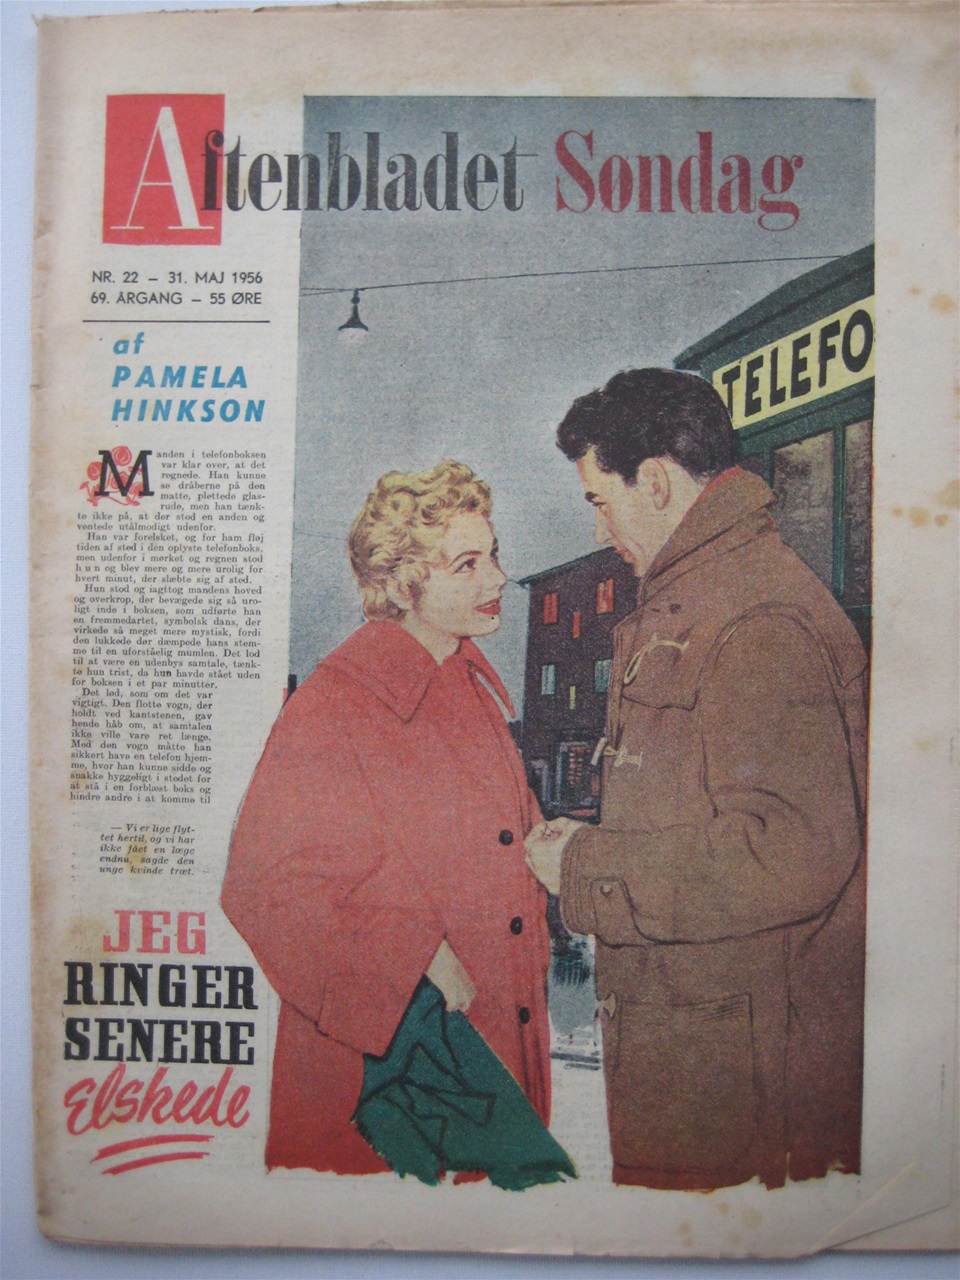 Aftenbladet Søndag
NR. 22 – 31. MAJ 1956
69. ÅRGANG – 55 ØRE
af
PAMELA
HINKSON
Manden i telefonboksen
var klar over, at det
regnede. Han kunne
se dråberne på den
matte, plettede glas-
rude, men han tænk-
te ikke på, at der stod en anden og
ventede utålmodigt udenfor.
Han var forelsket, og for ham fløj
tiden af sted i den oplyste telefonboks,
men udenfor i mørket og regnen stod
hun og blev mere og mere urolig for
hvert minut, der slæbte sig af sted.
Hun stod og iagttog mandens hoved
og overkrop, der bevægede sig så uro-
ligt inde i boksen, som udførte han
en fremmedartet, symbolsk dans, der
virkede så meget mere mystisk, fordi
den lukkede dør dæmpede hans stem-
me til en uforståelig mumlen. Det lod
til at være en udenbys samtale, tænk-
te hun trist, da hun havde stået uden
for boksen i et par minutter.
Det lød, som om det var
vigtigt. Den flotte vogn, der
holdt ved kantstenen, gav
hende håb om, at samtalen
ikke ville vare ret længe.
Med den vogn måtte han
sikkert have en telefon hjem-
me, hvor han kunne sidde og
snakke hyggeligt i stedet for
at stå i en forblæst boks og
hindre andre i at komme til
— Vi er lige flyt-
tet hertil, og vi har
ikke fået en læge
endnu, sagde den
unge kvinde træt.
JEG
RINGER
SENERE
Elskede
TELEFO